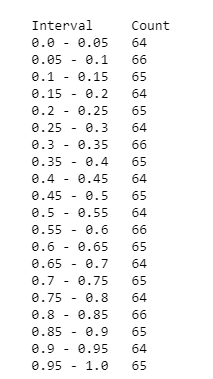 Interval Count
0.0 - 0.05 64
0.05 - 0.1 66
0.1 - 0.15 65
0.15 - 0.2 64
0.2 - 0.25 65
0.25 - 0.3 64
0.3 - 0.35 66
0.35 - 0.4 65
0.4 - 0.45 64
0.45 - 0.5 65
0.5 - 0.55 64
0.55 - 0.6 66
0.6 - 0.65 65
0.65 - 0.7 64
0.7 - 0.75 65
0.75 - 0.8 64
0.8 - 0.85 66
0.85 - 0.9 65
0.9 - 0.95 64
0.95 - 1.0 65